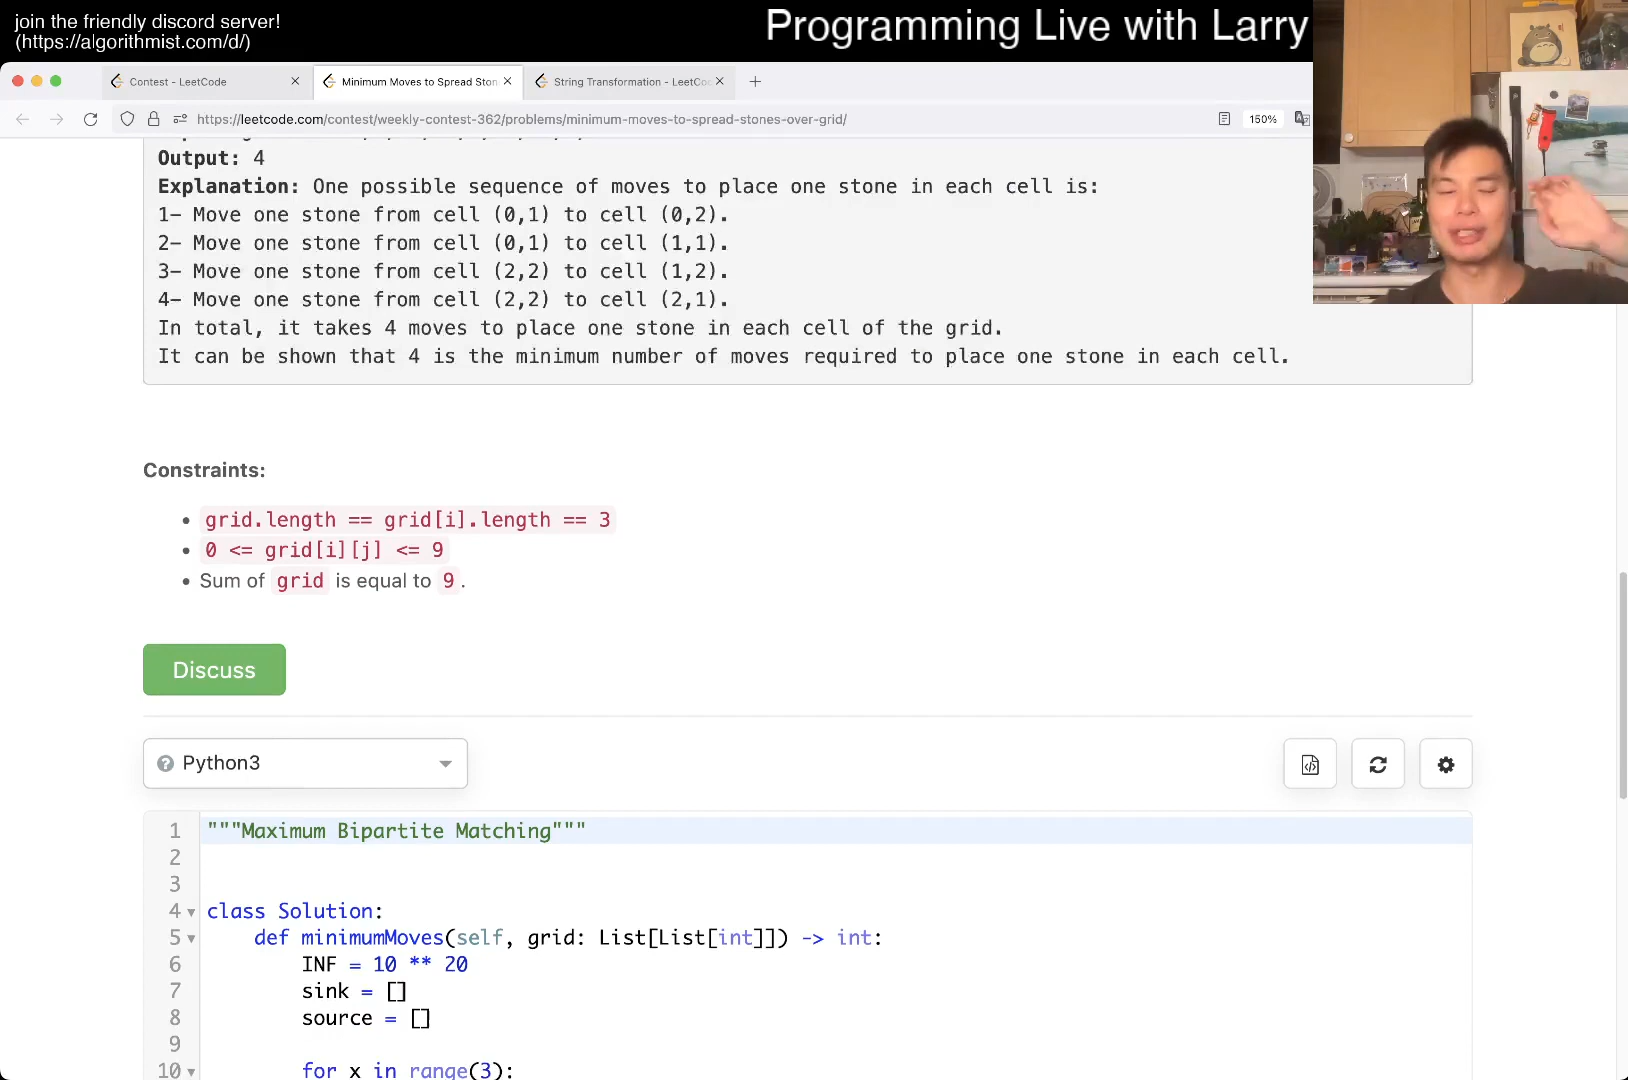 join the friendly discord server!
(https://algorithmist.com/d/)
Programming Live with Larry
Contest - LeetCode
Minimum Moves to Spread Ston
String Transformation - LeetCo
https://leetcode.com/contest/weekly-contest-362/problems/minimum-moves-to-spread-stones-over-grid/
150%
Output: 4
Explanation: One possible sequence of moves to place one stone in each cell is:
1- Move one stone from cell (0,1) to cell (0,2).
2- Move one stone from cell (0,1) to cell (1,1).
3- Move one stone from cell (2,2) to cell (1,2).
4- Move one stone from cell (2,2) to cell (2,1).
In total, it takes 4 moves to place one stone in each cell of the grid.
It can be shown that 4 is the minimum number of moves required to place one stone in each cell.
Constraints:
• grid.length == grid[i].length == 3
• 0 <= grid[i][j] <= 9
• Sum of grid is equal to 9.
Discuss
Python3
1 """Maximum Bipartite Matching"""
2
3
4 class Solution:
5 def minimumMoves(self, grid: List[List[int]]) -> int:
6 INF = 10 ** 20
7 sink = []
8 source = []
9
10 for x in range(3):